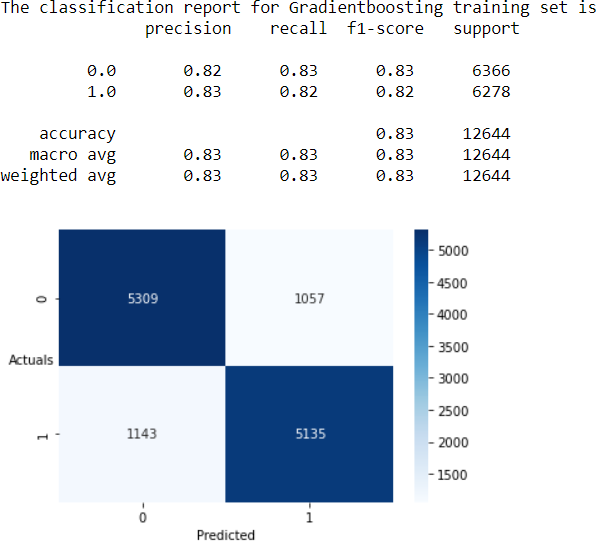 The classification report for Gradientboosting training set is
precision recall f1-score support
0.0 0.82 0.83 0.83 6366
1.0 0.83 0.82 0.82 6278
accuracy 0.83 12644
macro avg 0.83 0.83 0.83 12644
weighted avg 0.83 0.83 0.83 12644
5000
4500
0 5309 1057
4000
3500
Actuals
3000
2500
1 1143 5135
2000
1500
0 1
Predicted